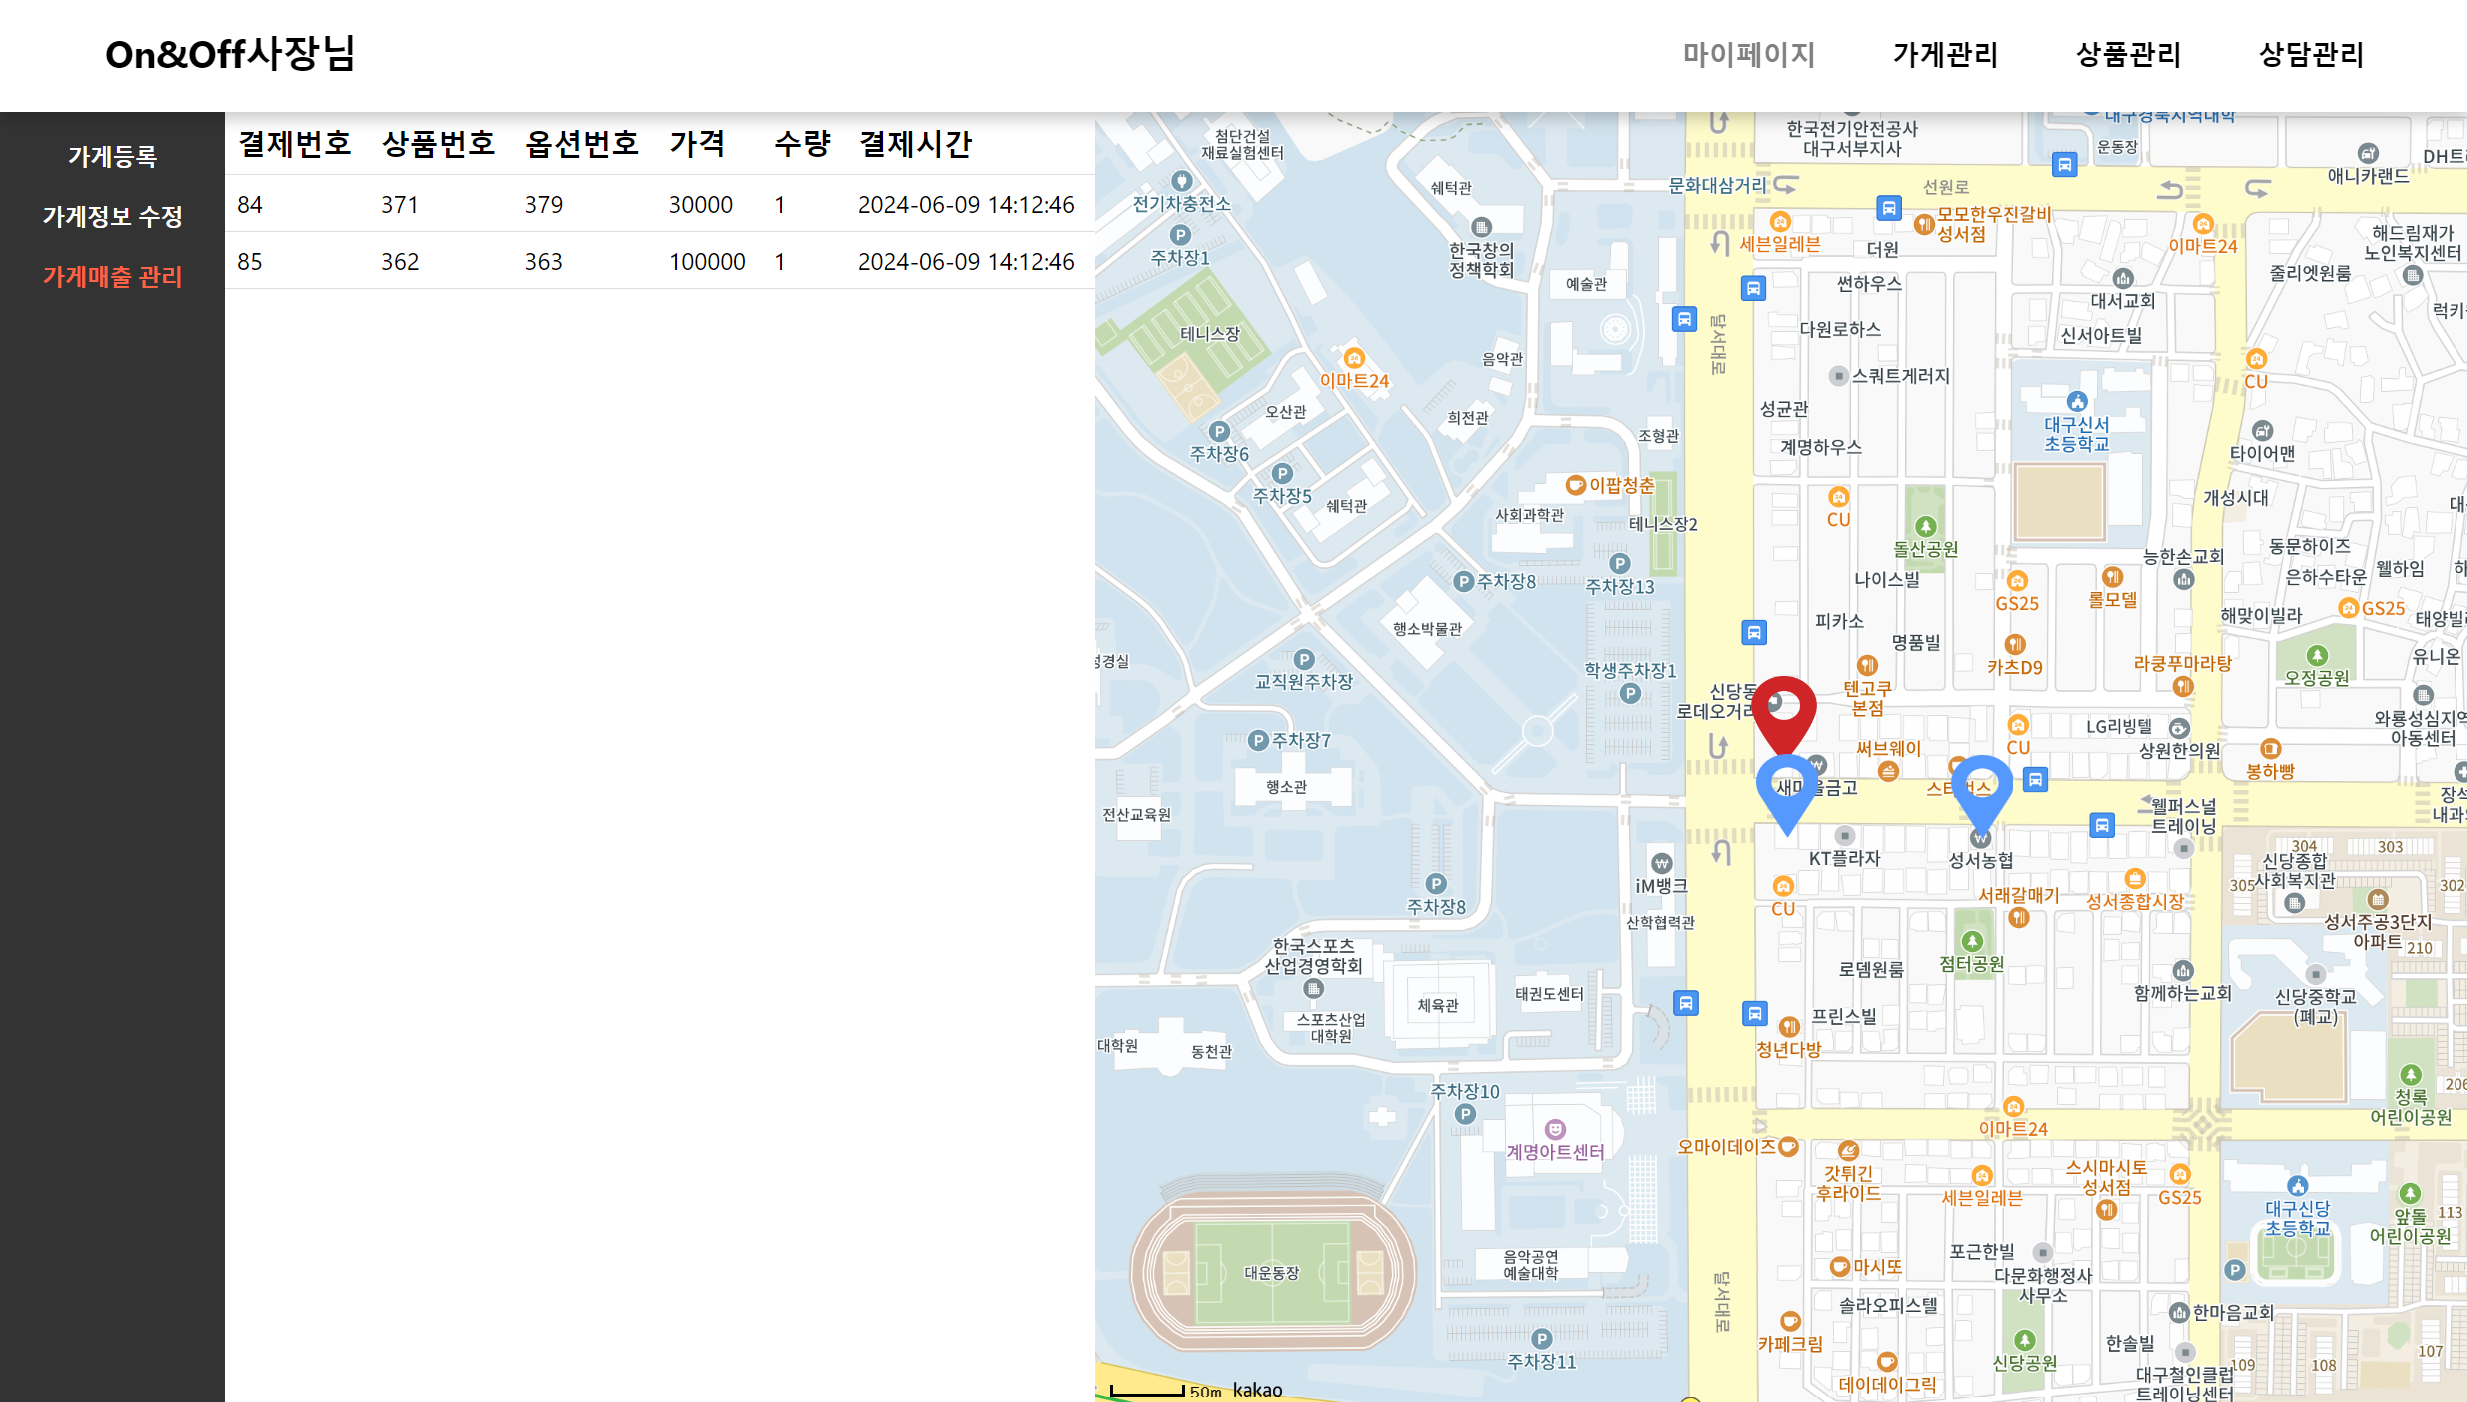 On&Off사장님
마이페이지 가게관리 상품관리 상담관리
가게등록
가게정보 수정
가게매출 관리
결제번호 상품번호 옵션번호 가격 수량 결제시간
84 371 379 30000 1 2024-06-09 14:12:46
85 362 363 100000 1 2024-06-09 14:12:46
첨단건설
재료실험센터
전기차충전소
주차장1
테니스장
이마트24
오산관
주차장6
주차장5
쉐턱관
쉐턱관
한국창의
정책학회
예술관
음악관
희전관
조형관
이팝청춘
사회과학관
테니스장2
주차장8
주차장13
행소박물관
교직원주차장
학생주차장1
주차장7
행소관
전산교육원
주차장8
iM뱅크
산학협력관
한국스포츠
산업경영학회
스포츠산업
대학원
체육관
태권도센터
대학원
동천관
주차장10
계명아트센터
대운동장
음악공연
예술대학
주차장11
50m kakao
한국전기안전공사
대구서부지사
문화대삼거리
선원로
운동장
애니카랜드
세븐일레븐
모모한우진갈비
성서점
더원
이마트24
해드림재가
노인복지센터
줄리엣원룸
썬하우스
대서교회
다원로하스
신서아트빌
달서대로
스쿼트게러지
CU
성균관
대구신서
초등학교
계명하우스
타이어맨
CU
개성시대
돌산공원
능한손교회
동문하이즈
나이스빌
은하수타운
웰하임
GS25
롤모델
해맞이빌라
GS25
피카소
명품빌
카츠D9
라쿵푸마라탕
유니온
오정공원
텐고쿠
본점
CU
LG리빙텔
상원한의원
와룡성심지역
아동센터
써브웨이
봉하빵
웰퍼스널
트레이닝
KT플라자
성서농협
304
303
신당종합
사회복지관
305
302
CU
서래갈매기
성서종합시장
성서주공3단지
아파트
210
점터공원
로뎀원룸
함께하는교회
신당중학교
(폐교)
프린스빌
청년다방
206
청록
어린이공원
이마트24
오마이데이즈
갓튀긴
후라이드
세븐일레븐
스시마시토
성서점
GS25
대구신당
초등학교
앞돌
어린이공원
113
포근한빌
마시또
다문화행정사
사무소
솔라오피스텔
한마음교회
달서대로
카페크림
신당공원
한솔빌
데이데이그릭
대구철인클럽
트레이닝센터
109
108
107